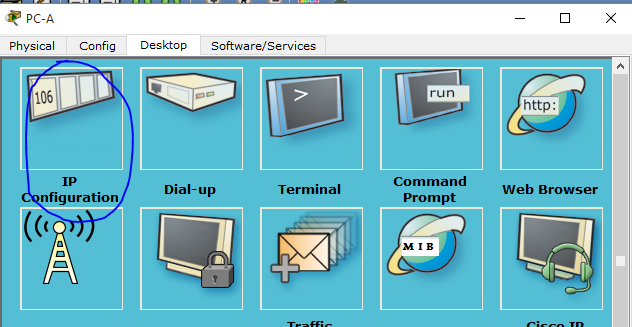 PC-A
Physical Config Desktop Software/Services
106
>
run
http:
IP
Configuration
Dial-up
Terminal
Command
Prompt
Web Browser
MIB
Traffic
Cisco IP